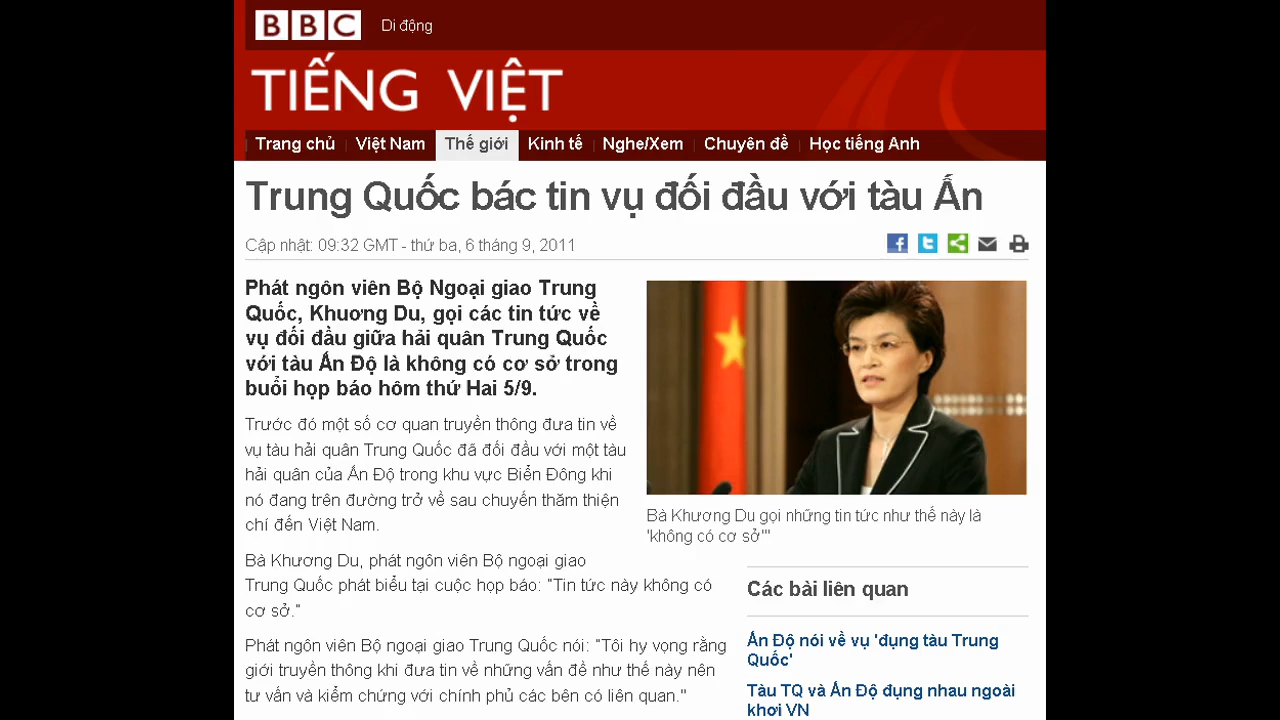 BBC Di động
TIẾNG VIỆT
Trang chủ Việt Nam Thế giới Kinh tế Nghe/Xem Chuyên đề Học tiếng Anh
Trung Quốc bác tin vụ đối đầu với tàu Ấn
Cập nhật: 09:32 GMT - thứ ba, 6 tháng 9, 2011
Phát ngôn viên Bộ Ngoại giao Trung
Quốc, Khương Du, gọi các tin tức về
vụ đối đầu giữa hải quân Trung Quốc
với tàu Ấn Độ là không có cơ sở trong
buổi họp báo hôm thứ Hai 5/9.
Trước đó một số cơ quan truyền thông đưa tin về
vụ tàu hải quân Trung Quốc đã đối đầu với một tàu
hải quân của Ấn Độ trong khu vực Biển Đông khi
nó đang trên đường trở về sau chuyến thăm thiện
chí đến Việt Nam.
Bà Khương Du, phát ngôn viên Bộ ngoại giao
Trung Quốc phát biểu tại cuộc họp báo: "Tin tức này không có
cơ sở."
Phát ngôn viên Bộ ngoại giao Trung Quốc nói: "Tôi hy vọng rằng
giới truyền thông khi đưa tin về những vấn đề như thế này nên
tư vấn và kiểm chứng với chính phủ các bên có liên quan."
Bà Khương Du gọi những tin tức như thế này là
'không có cơ sở'"
Các bài liên quan
Ấn Độ nói về vụ 'đụng tàu Trung
Quốc'
Tàu TQ và Ấn Độ đụng nhau ngoài
khơi VN